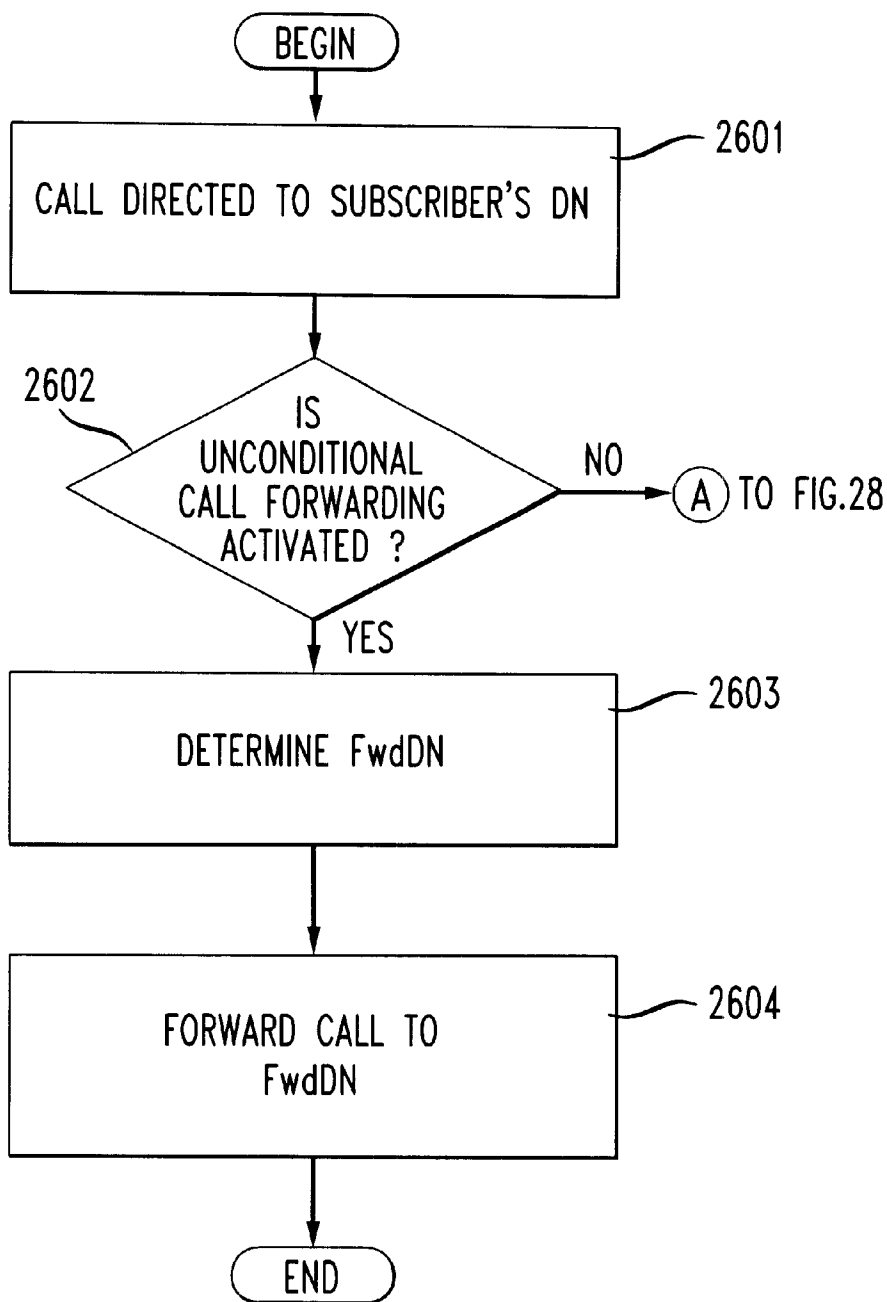 BEGIN
2601
CALL DIRECTED TO SUBSCRIBER'S DN
2602
IS
UNCONDITIONAL
CALL FORWARDING
ACTIVATED ?
NO
A TO FIG.28
YES
2603
DETERMINE FwdDN
2604
FORWARD CALL TO
FwdDN
END